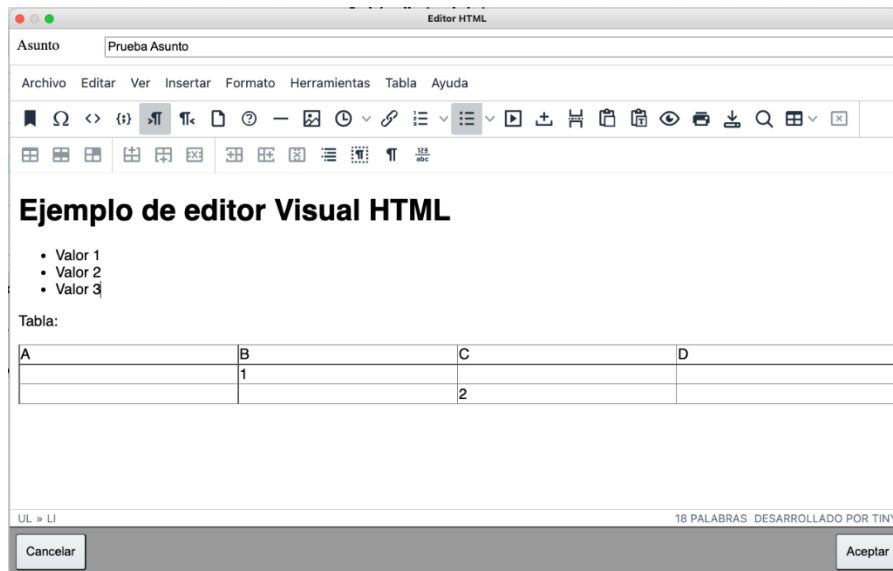 Editor HTML
Asunto Prueba Asunto
Archivo Editar Ver Insertar Formato Herramientas Tabla Ayuda
Ejemplo de editor Visual HTML
• Valor 1
• Valor 2
• Valor 3
Tabla:
A B C D
1
2
UL » LI 18 PALABRAS DESARROLLADO POR TINY
Cancelar Aceptar